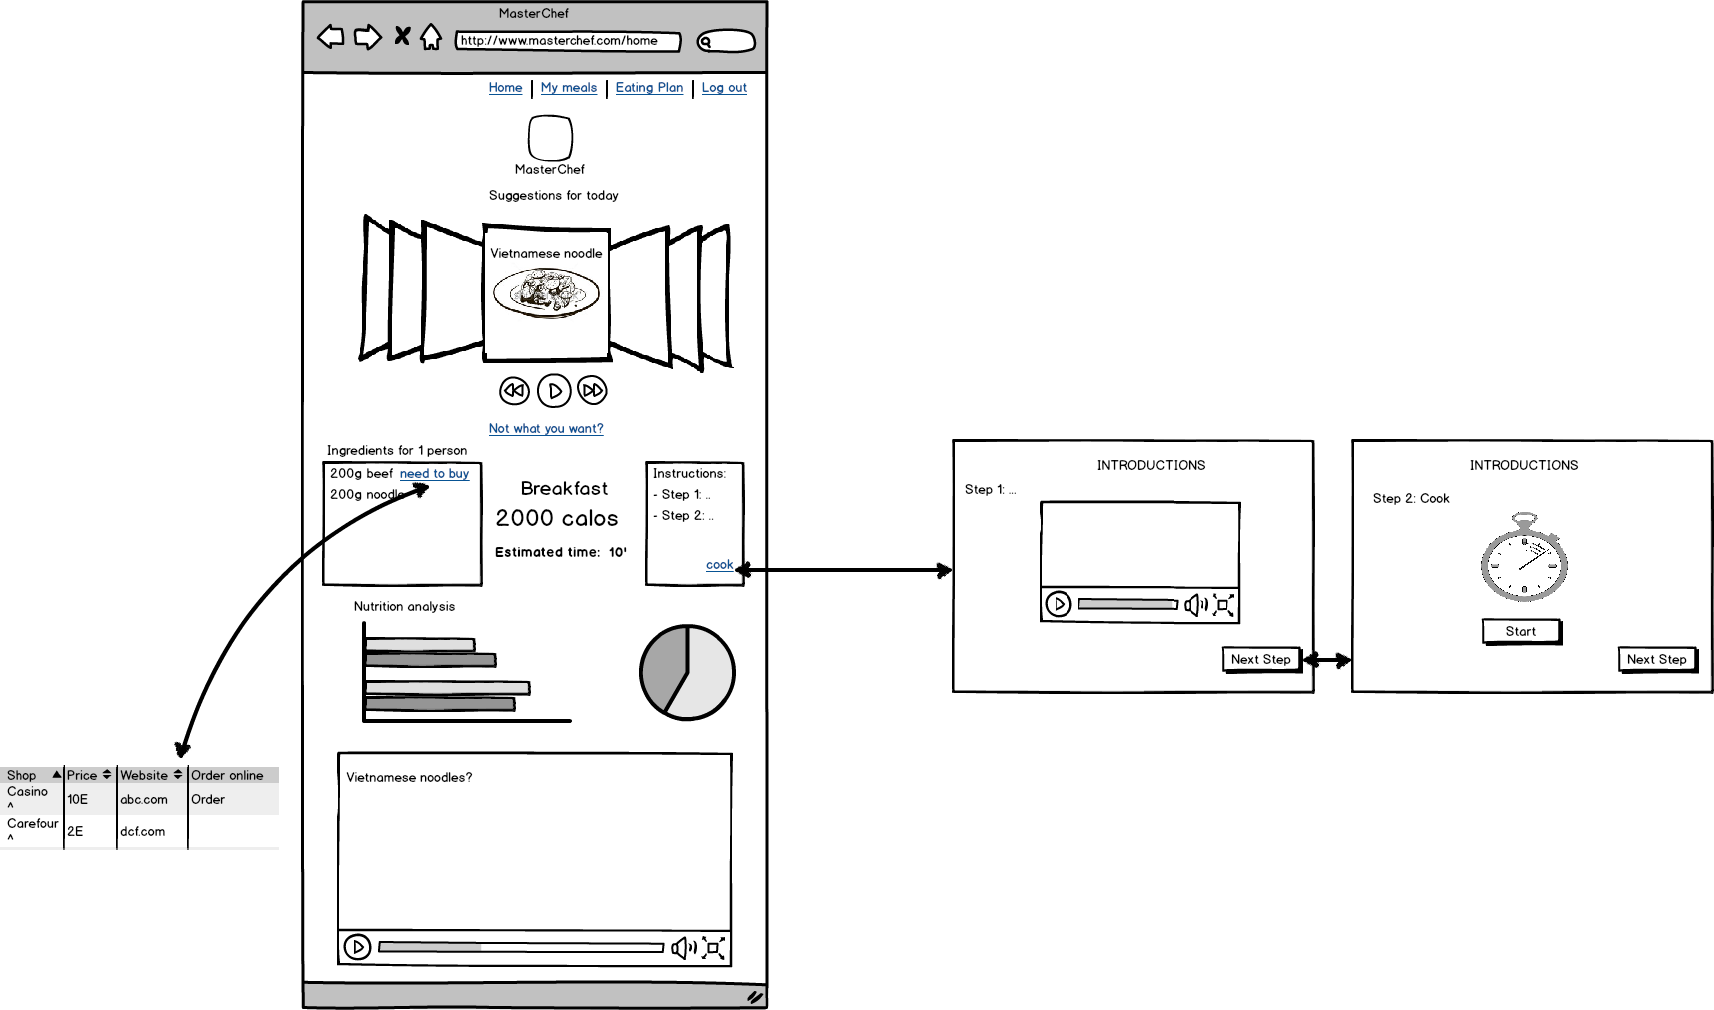 MasterChef
http://www.masterchef.com/home
Home | My meals | Eating Plan | Log out
MasterChef
Suggestions for today
Vietnamese noodle
Not what you want?
Ingredients for 1 person
200g beef need to buy
200g noodle
Breakfast
2000 calos
Estimated time: 10'
Instructions:
- Step 1: ..
- Step 2: ..
cook
Nutrition analysis
Vietnamese noodles?
Shop Price Website Order online
Casino ^ 10E abc.com Order
Carefour ^ 2E dcf.com
INTRODUCTIONS
Step 1: ...
Next Step
INTRODUCTIONS
Step 2: Cook
Start
Next Step